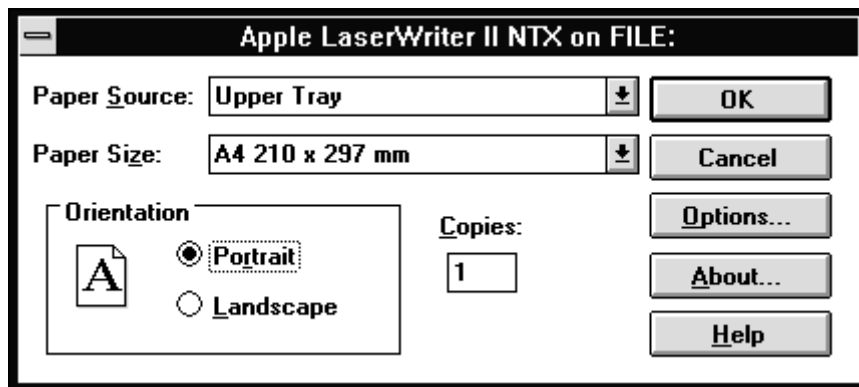 Apple LaserWriter II NTX on FILE:
Paper Source: Upper Tray
OK
Paper Size: A4 210 x 297 mm
Cancel
Orientation
A
Portrait
Landscape
Copies:
1
Options...
About...
Help